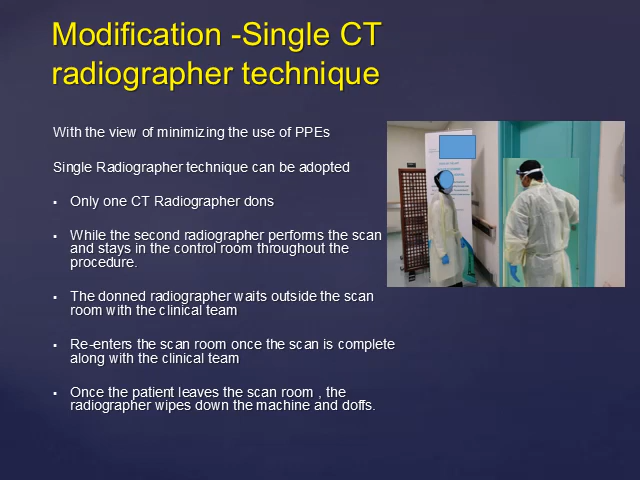 Modification -Single CT
radiographer technique
With the view of minimizing the use of PPEs
Single Radiographer technique can be adopted
▪ Only one CT Radiographer dons
▪ While the second radiographer performs the scan
and stays in the control room throughout the
procedure.
▪ The donned radiographer waits outside the scan
room with the clinical team
▪ Re-enters the scan room once the scan is complete
along with the clinical team
▪ Once the patient leaves the scan room , the
radiographer wipes down the machine and doffs.